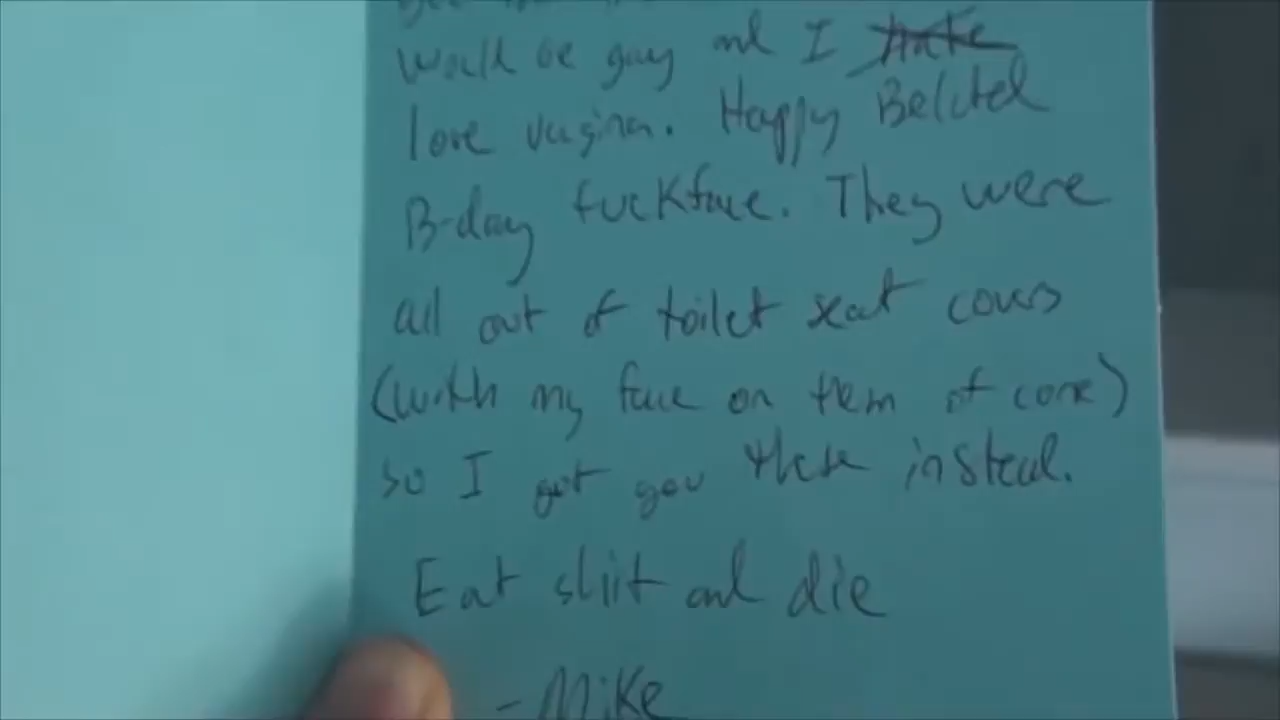 would be gay and I hate
love vagina. Happy Belated
B-day fuckface. They were
all out of toilet seat covers
(with my face on them of corse)
so I got you these instead.
Eat shit and die
- Mike